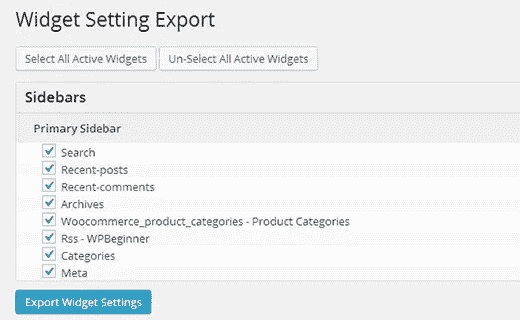 Widget Setting Export
Select All Active Widgets Un-Select All Active Widgets
Sidebars
Primary Sidebar
Search
Recent-posts
Recent-comments
Archives
Woocommerce_product_categories - Product Categories
Rss - WPBeginner
Categories
Meta
Export Widget Settings